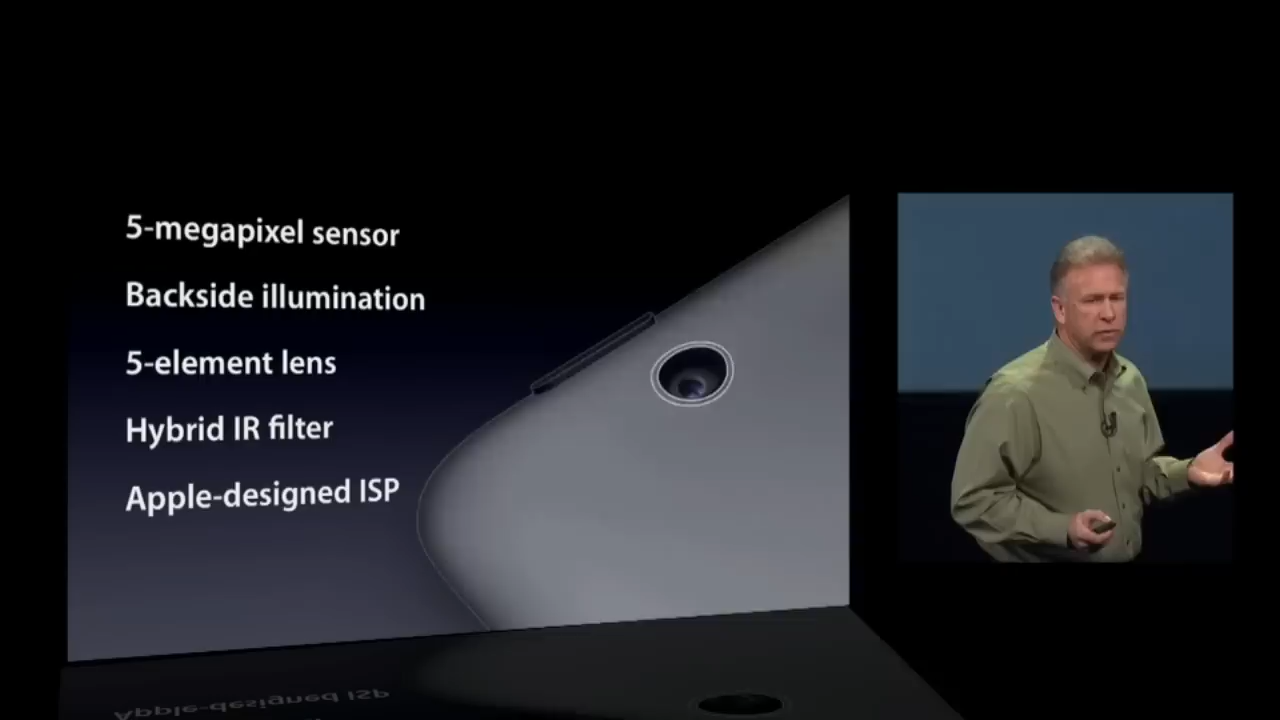 5-megapixel sensor
Backside illumination
5-element lens
Hybrid IR filter
Apple-designed ISP